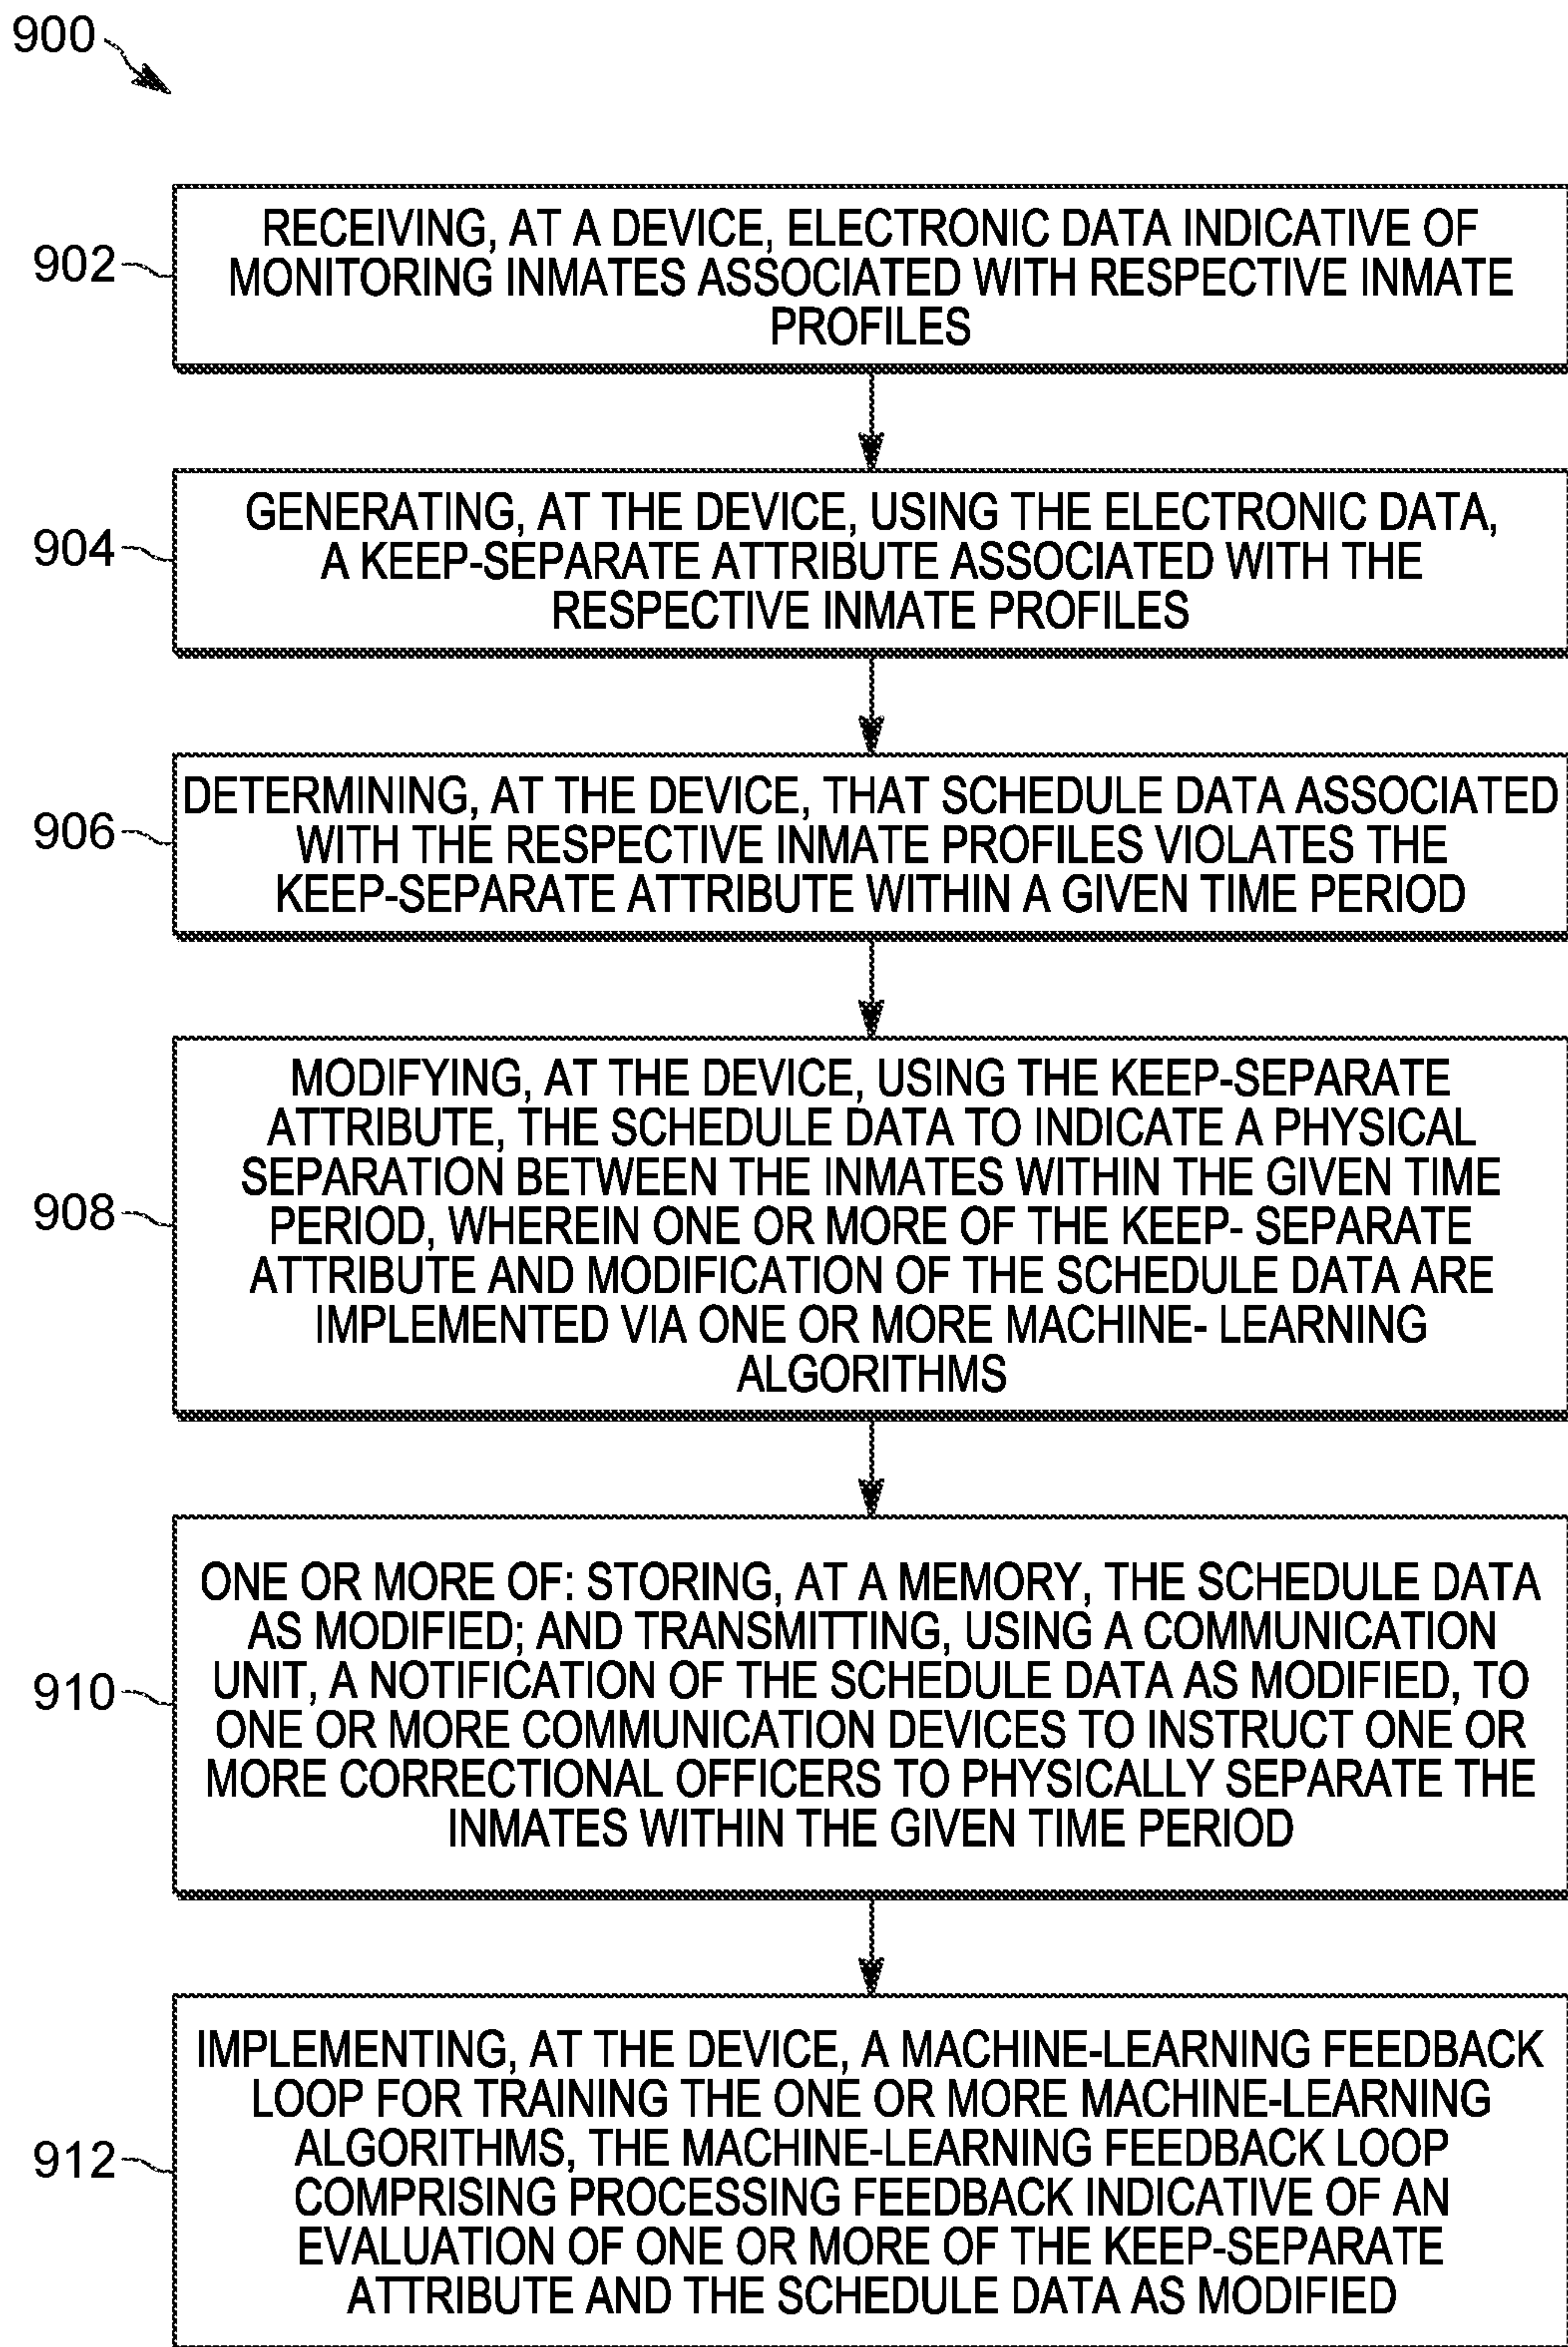 900
902
RECEIVING, AT A DEVICE, ELECTRONIC DATA INDICATIVE OF
MONITORING INMATES ASSOCIATED WITH RESPECTIVE INMATE
PROFILES
904
GENERATING, AT THE DEVICE, USING THE ELECTRONIC DATA,
A KEEP-SEPARATE ATTRIBUTE ASSOCIATED WITH THE
RESPECTIVE INMATE PROFILES
906
DETERMINING, AT THE DEVICE, THAT SCHEDULE DATA ASSOCIATED
WITH THE RESPECTIVE INMATE PROFILES VIOLATES THE
KEEP-SEPARATE ATTRIBUTE WITHIN A GIVEN TIME PERIOD
908
MODIFYING, AT THE DEVICE, USING THE KEEP-SEPARATE
ATTRIBUTE, THE SCHEDULE DATA TO INDICATE A PHYSICAL
SEPARATION BETWEEN THE INMATES WITHIN THE GIVEN TIME
PERIOD, WHEREIN ONE OR MORE OF THE KEEP- SEPARATE
ATTRIBUTE AND MODIFICATION OF THE SCHEDULE DATA ARE
IMPLEMENTED VIA ONE OR MORE MACHINE- LEARNING
ALGORITHMS
910
ONE OR MORE OF: STORING, AT A MEMORY, THE SCHEDULE DATA
AS MODIFIED; AND TRANSMITTING, USING A COMMUNICATION
UNIT, A NOTIFICATION OF THE SCHEDULE DATA AS MODIFIED, TO
ONE OR MORE COMMUNICATION DEVICES TO INSTRUCT ONE OR
MORE CORRECTIONAL OFFICERS TO PHYSICALLY SEPARATE THE
INMATES WITHIN THE GIVEN TIME PERIOD
912
IMPLEMENTING, AT THE DEVICE, A MACHINE-LEARNING FEEDBACK
LOOP FOR TRAINING THE ONE OR MORE MACHINE-LEARNING
ALGORITHMS, THE MACHINE-LEARNING FEEDBACK LOOP
COMPRISING PROCESSING FEEDBACK INDICATIVE OF AN
EVALUATION OF ONE OR MORE OF THE KEEP-SEPARATE
ATTRIBUTE AND THE SCHEDULE DATA AS MODIFIED